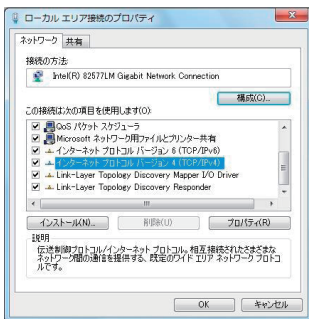 ローカル エリア接続のプロパティ
ネットワーク 共有
接続の方法:
Intel(R) 82577LM Gigabit Network Connection
構成(C)...
この接続は次の項目を使用します(O):
QoS パケット スケジューラ
Microsoft ネットワーク用ファイルとプリンター共有
インターネット プロトコル バージョン 6 (TCP/IPv6)
インターネット プロトコル バージョン 4 (TCP/IPv4)
Link-Layer Topology Discovery Mapper I/O Driver
Link-Layer Topology Discovery Responder
インストール(N)... 削除(U) プロパティ(R)
説明
伝送制御プロトコル/インターネット プロトコル。相互接続されたさまざまな
ネットワーク間の通信を提供する、既定のワイド エリア ネットワーク プロトコ
ルです。
OK キャンセル